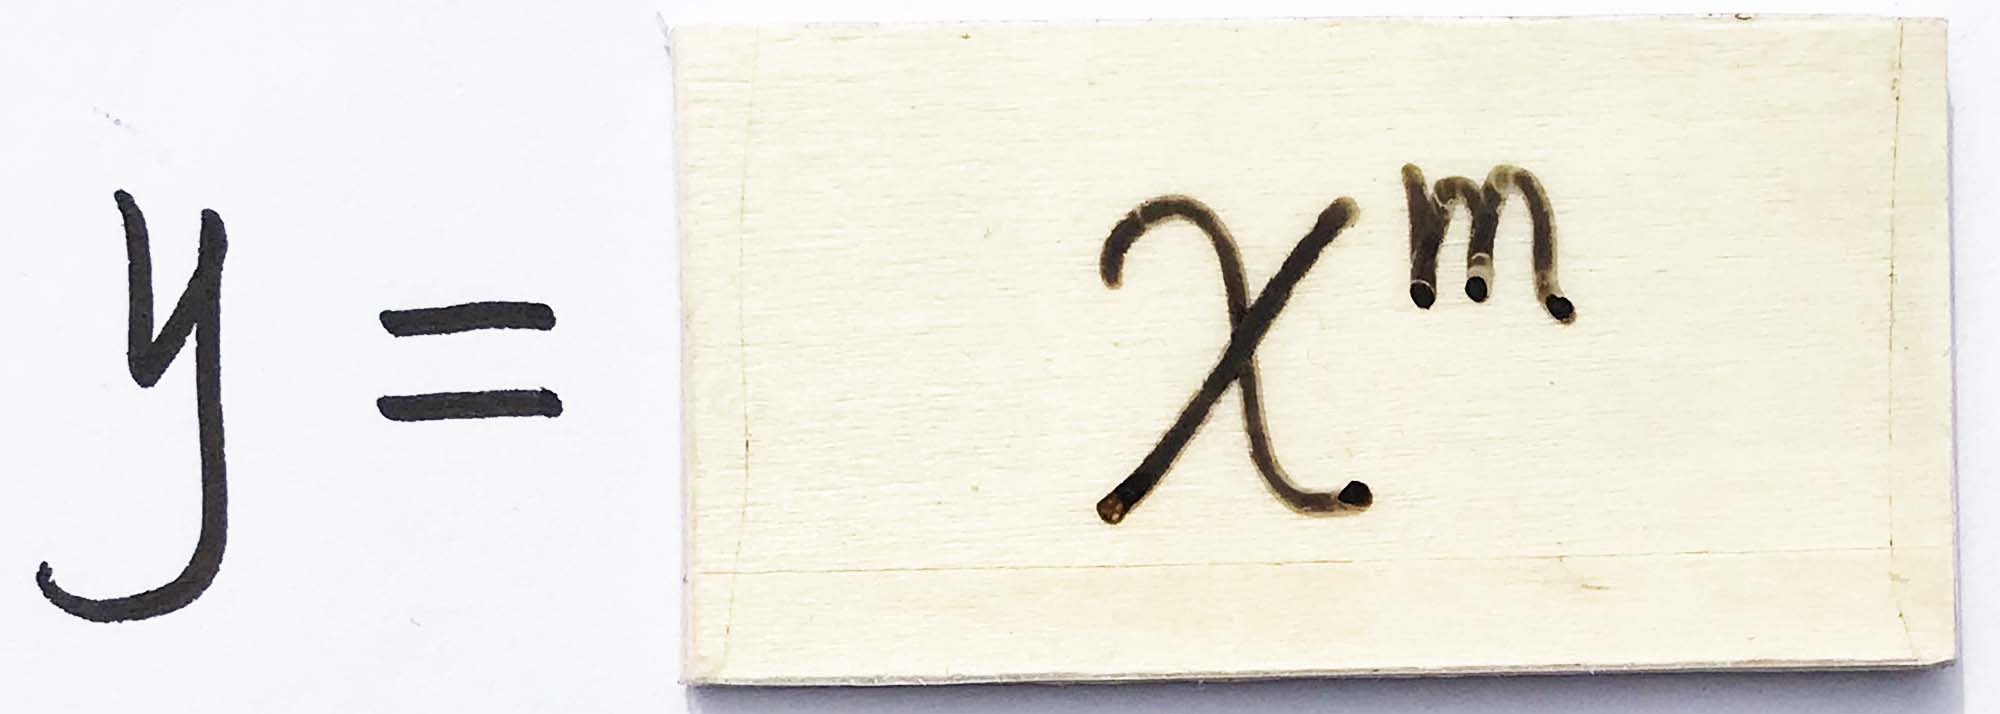 y = x^m